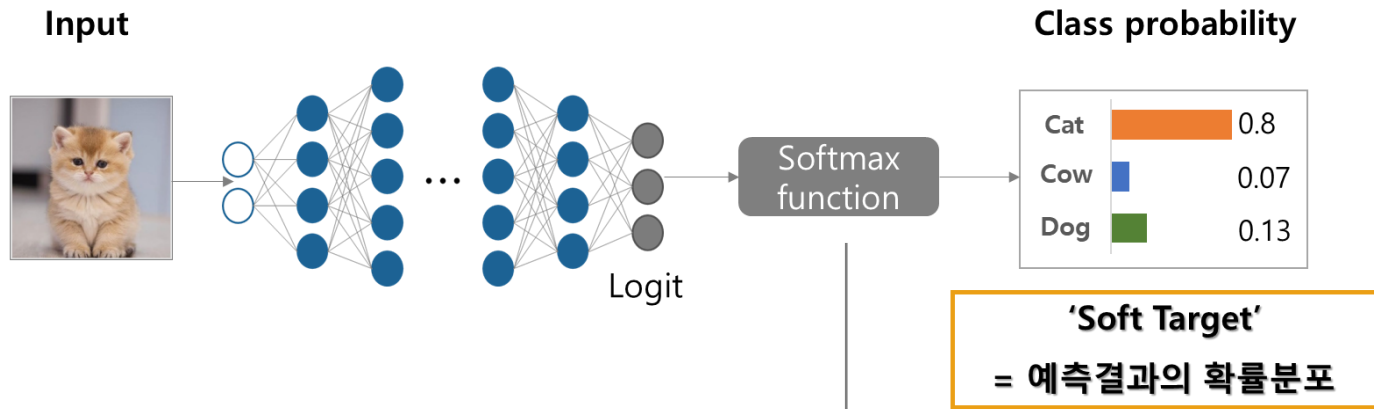 Input
Class probability
Softmax
function
Cat
0.8
Cow
0.07
Dog
0.13
...
Logit
‘Soft Target’
= 예측결과의 확률분포